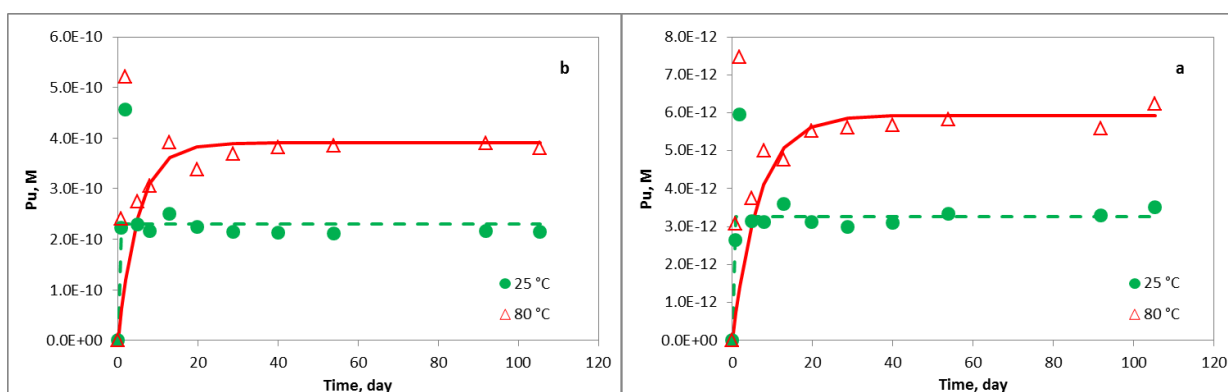 6.0E-10
b
5.0E-10
4.0E-10
Pu, M
3.0E-10
2.0E-10
1.0E-10
25 °C
80 °C
0.0E+00
0 20 40 60 80 100 120
Time, day
8.0E-12
a
7.0E-12
6.0E-12
5.0E-12
Pu, M
4.0E-12
3.0E-12
2.0E-12
1.0E-12
25 °C
80 °C
0.0E+00
0 20 40 60 80 100 120
Time, day